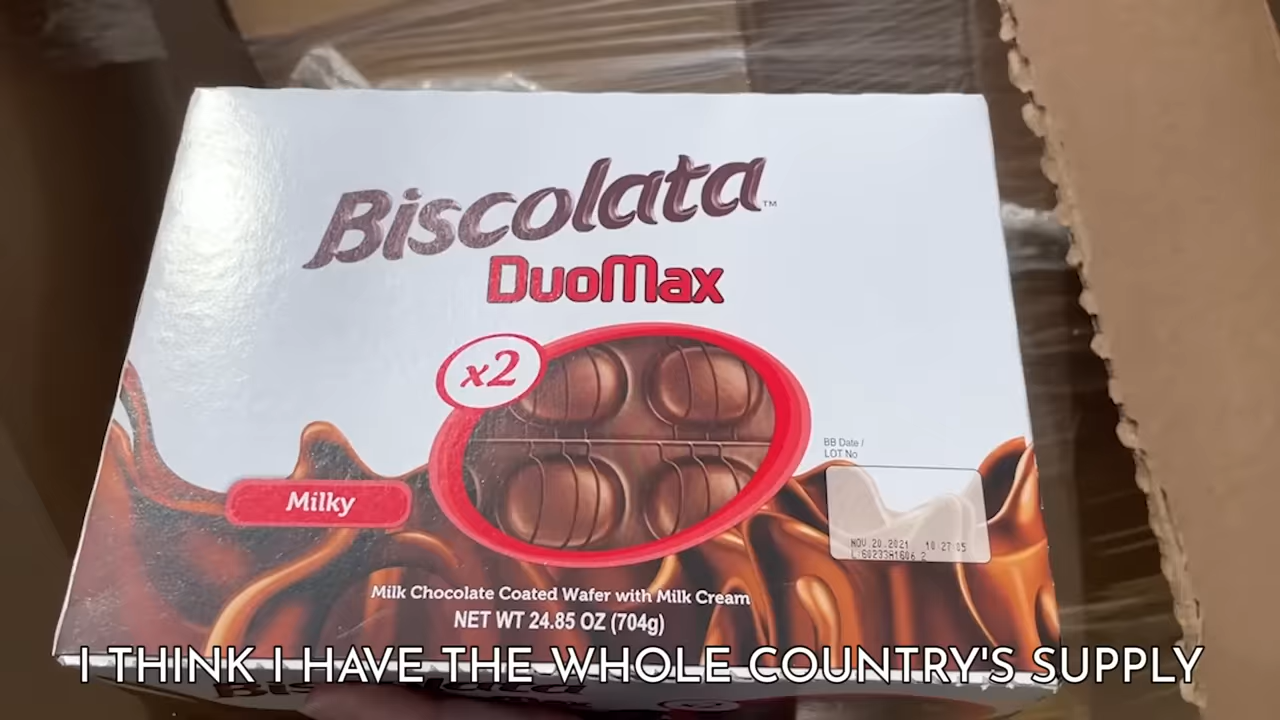 Biscolata™
DuoMax
x2
BB Date /
LOT No
Milky
NOV 20.2021 10:27:05
Milk Chocolate Coated Wafer with Milk Cream
NET WT 24.85 OZ (704g)
I THINK I HAVE THE WHOLE COUNTRY'S SUPPLY
x2